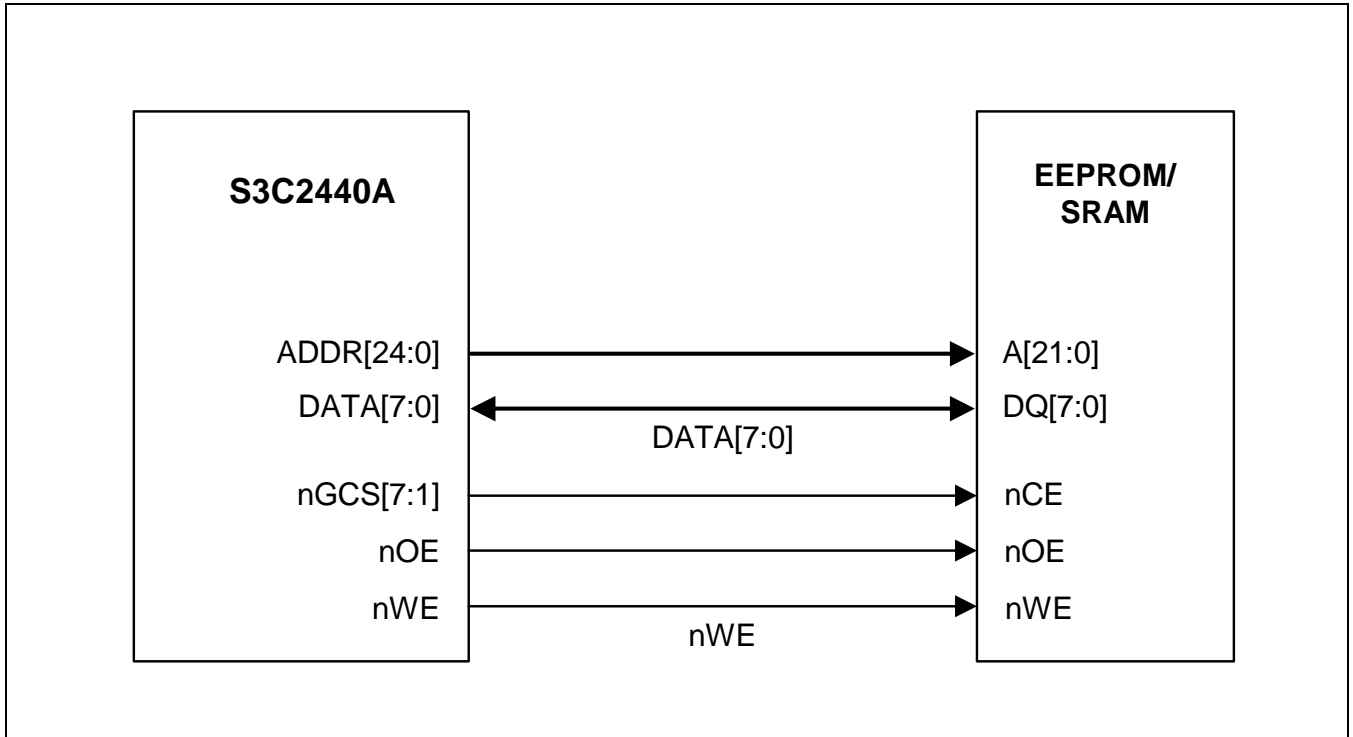 S3C2440A
EEPROM/
SRAM
ADDR[24:0]
A[21:0]
DATA[7:0]
DQ[7:0]
DATA[7:0]
nGCS[7:1]
nCE
nOE
nOE
nWE
nWE
nWE